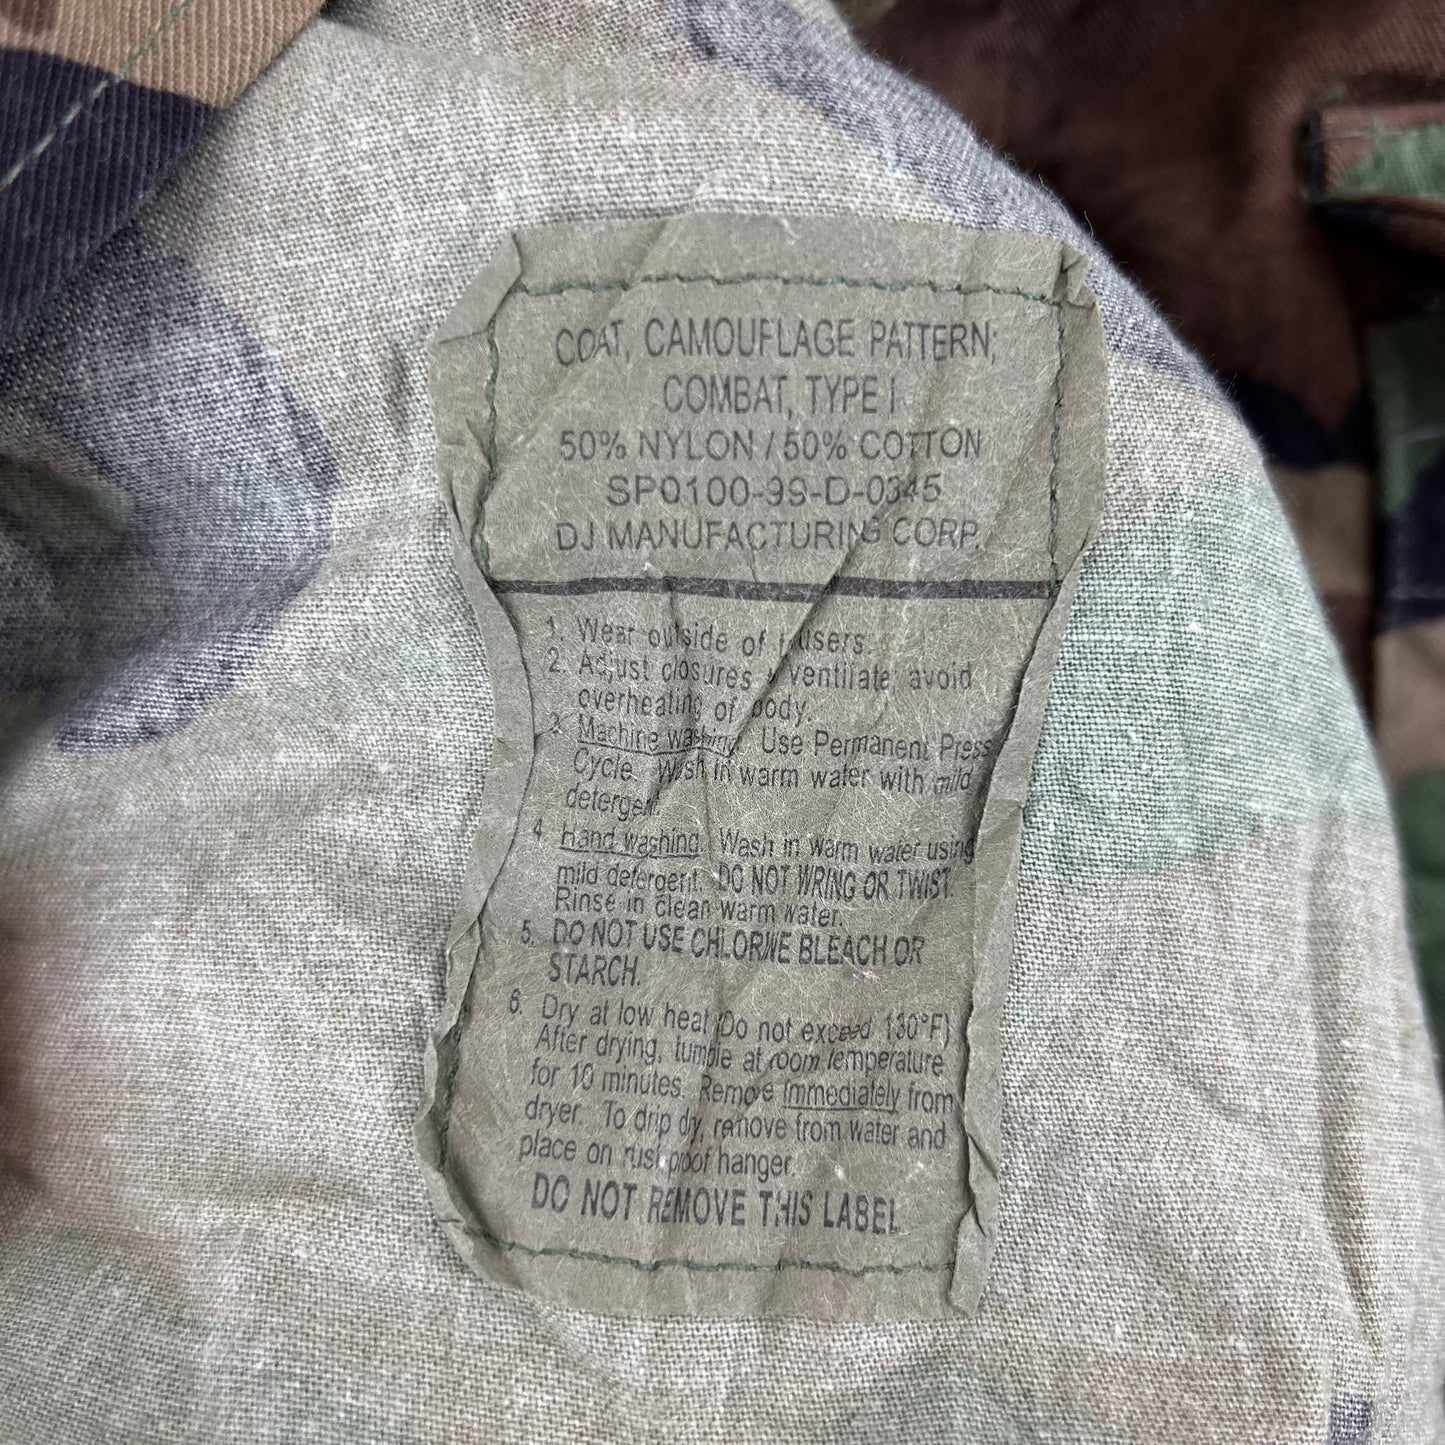 COAT, CAMOUFLAGE PATTERN;
COMBAT, TYPE I
50% NYLON / 50% COTTON
SP0100-99-D-0345
DJ MANUFACTURING CORP.
1. Wear outside of trousers.
2. Adjust closures ventilate, avoid
overheating of body.
3. Machine washing. Use Permanent Press
Cycle. Wash in warm water with mild
detergent.
4. Hand washing. Wash in warm water using
mild detergent. DO NOT WRING OR TWIST.
Rinse in clean warm water.
5. DO NOT USE CHLORINE BLEACH OR
STARCH.
6. Dry at low heat (Do not exceed 130°F)
After drying, tumble at room temperature
for 10 minutes. Remove immediately from
dryer. To drip dry, remove from water and
place on rustproof hanger.
DO NOT REMOVE THIS LABEL